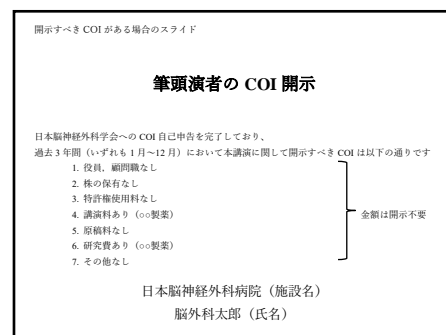 開示すべき COI がある場合のスライド
筆頭演者の COI 開示
日本脳神経外科学会への COI 自己申告を完了しており、
過去 3 年間（いずれも 1 月～12 月）において本講演に関して開示すべき COI は以下の通りです
1. 役員、顧問職なし
2. 株の保有なし
3. 特許権使用料なし
4. 講演料あり（○○製薬）
5. 原稿料なし
6. 研究費あり（○○製薬）
7. その他なし
金額は開示不要
日本脳神経外科病院（施設名）
脳外科太郎（氏名）